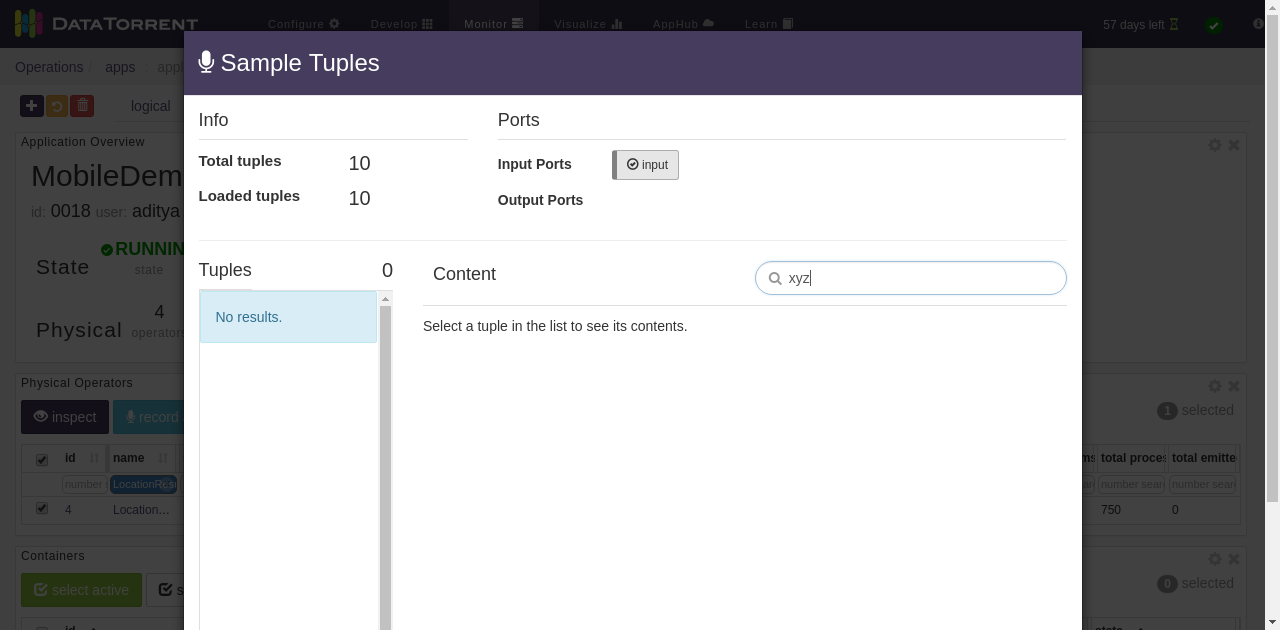 DATATORRENT
Configure Develop Monitor Visualize AppHub Learn 57 days left
Operations / apps :
Sample Tuples
logical
Info
Ports
Total tuples 10
Loaded tuples 10
Input Ports input
Output Ports
Application Overview
MobileDem
id: 0018 user: aditya
RUNNIN
State state
4
Physical operators
Tuples 0
Content
xyz
No results.
Select a tuple in the list to see its contents.
Physical Operators
inspect record
1 selected
id name total proces total emitte
number number sear number sear
4 Location... 750 0
Containers
select active s
0 selected
id